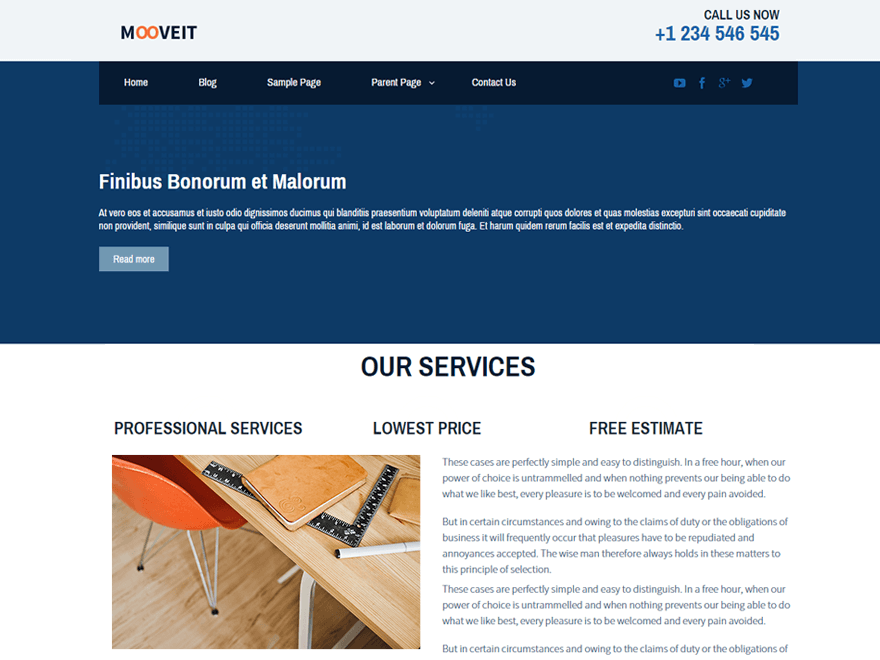 MOOVEIT
CALL US NOW
+1 234 546 545
Home
Blog
Sample Page
Parent Page
Contact Us
Finibus Bonorum et Malorum
At vero eos et accusamus et iusto odio dignissimos ducimus qui blanditiis praesentium voluptatum deleniti atque corrupti quos dolores et quas molestias excepturi sint occaecati cupiditate
non provident, similique sunt in culpa qui officia deserunt mollitia animi, id est laborum et dolorum fuga. Et harum quidem rerum facilis est et expedita distinctio.
Read more
OUR SERVICES
PROFESSIONAL SERVICES
LOWEST PRICE
FREE ESTIMATE
These cases are perfectly simple and easy to distinguish. In a free hour, when our
power of choice is untrammelled and when nothing prevents our being able to do
what we like best, every pleasure is to be welcomed and every pain avoided.
But in certain circumstances and owing to the claims of duty or the obligations of
business it will frequently occur that pleasures have to be repudiated and
annoyances accepted. The wise man therefore always holds in these matters to
this principle of selection.
These cases are perfectly simple and easy to distinguish. In a free hour, when our
power of choice is untrammelled and when nothing prevents our being able to do
what we like best, every pleasure is to be welcomed and every pain avoided.
But in certain circumstances and owing to the claims of duty or the obligations of